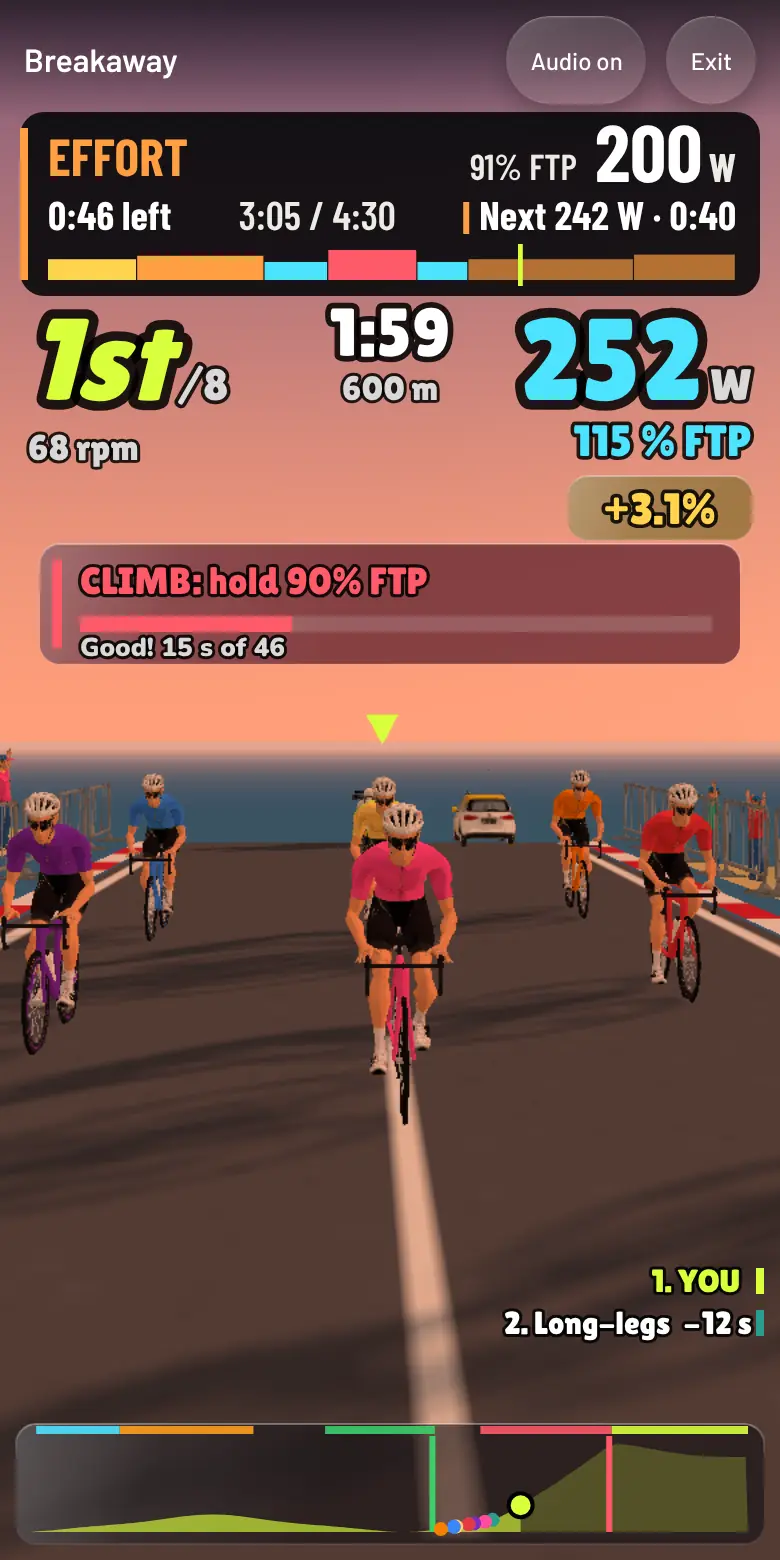 Breakaway
Audio on
Exit
EFFORT
91% FTP 200 W
0:46 left
3:05 / 4:30
Next 242 W · 0:40
1st/8
1:59
600 m
252 W
68 rpm
115 % FTP
+3.1%
CLIMB: hold 90% FTP
Good! 15 s of 46
1. YOU
2. Long-legs -12 s